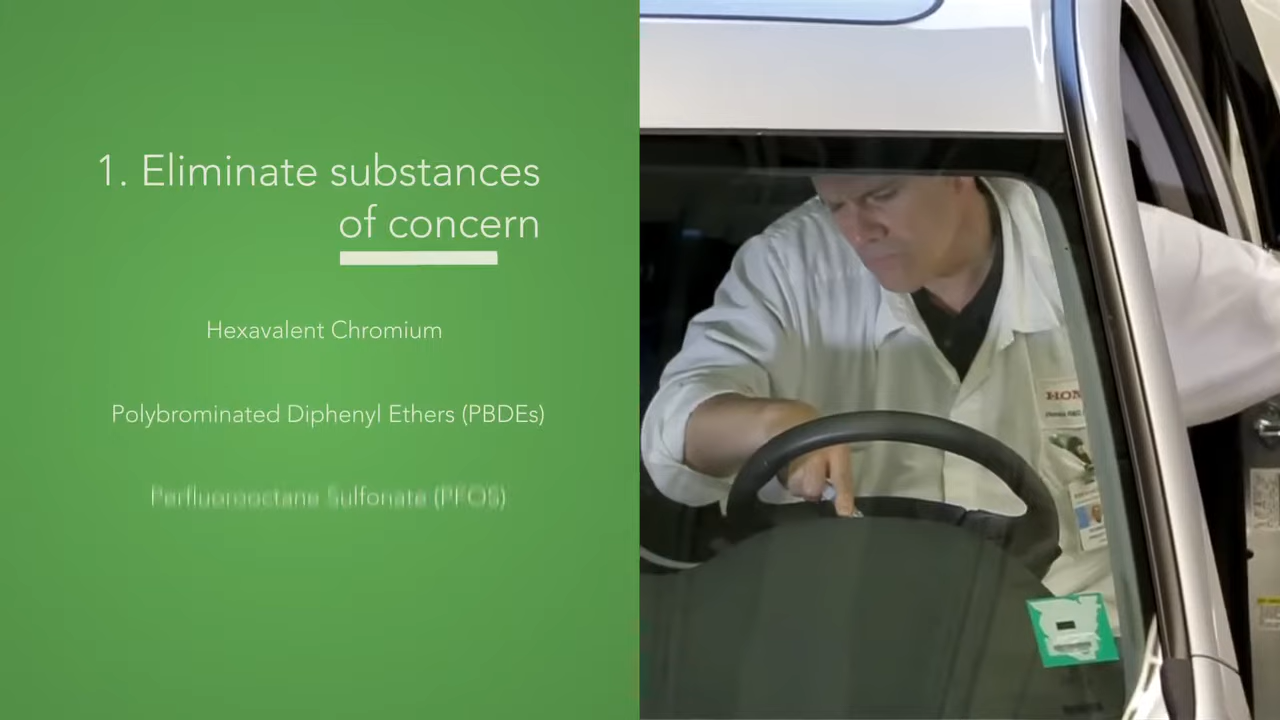 1. Eliminate substances
of concern
Hexavalent Chromium
Polybrominated Diphenyl Ethers (PBDEs)
Perfluorooctane Sulfonate (PFOS)